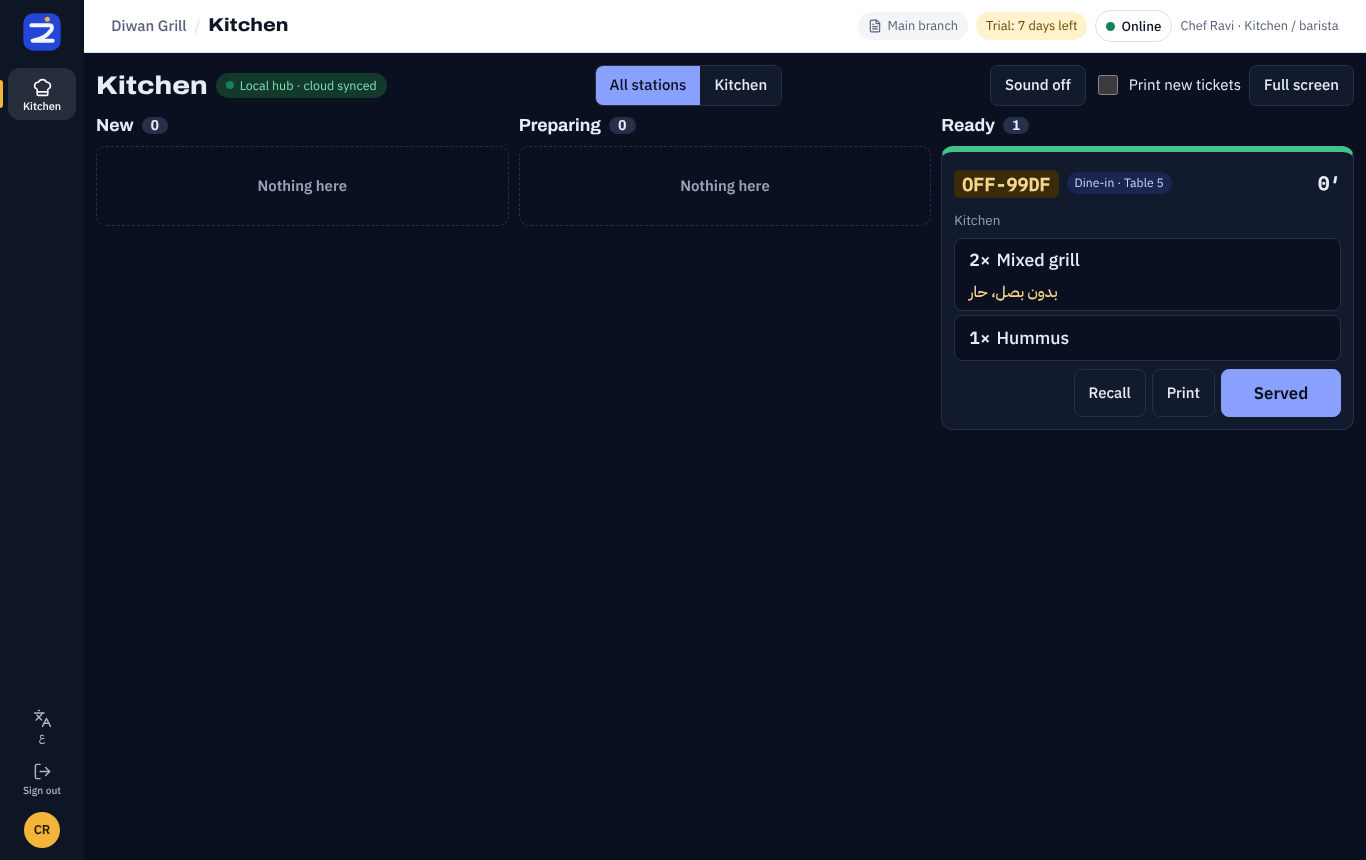 Diwan Grill / Kitchen
Main branch
Trial: 7 days left
Online
Chef Ravi · Kitchen / barista
Kitchen
Kitchen
Local hub · cloud synced
All stations
Kitchen
Sound off
Print new tickets
Full screen
New 0
Preparing 0
Ready 1
Nothing here
Nothing here
OFF-99DF
Dine-in · Table 5
0′
Kitchen
2× Mixed grill
بدون بصل، حار
1× Hummus
Recall
Print
Served
ع
Sign out
CR